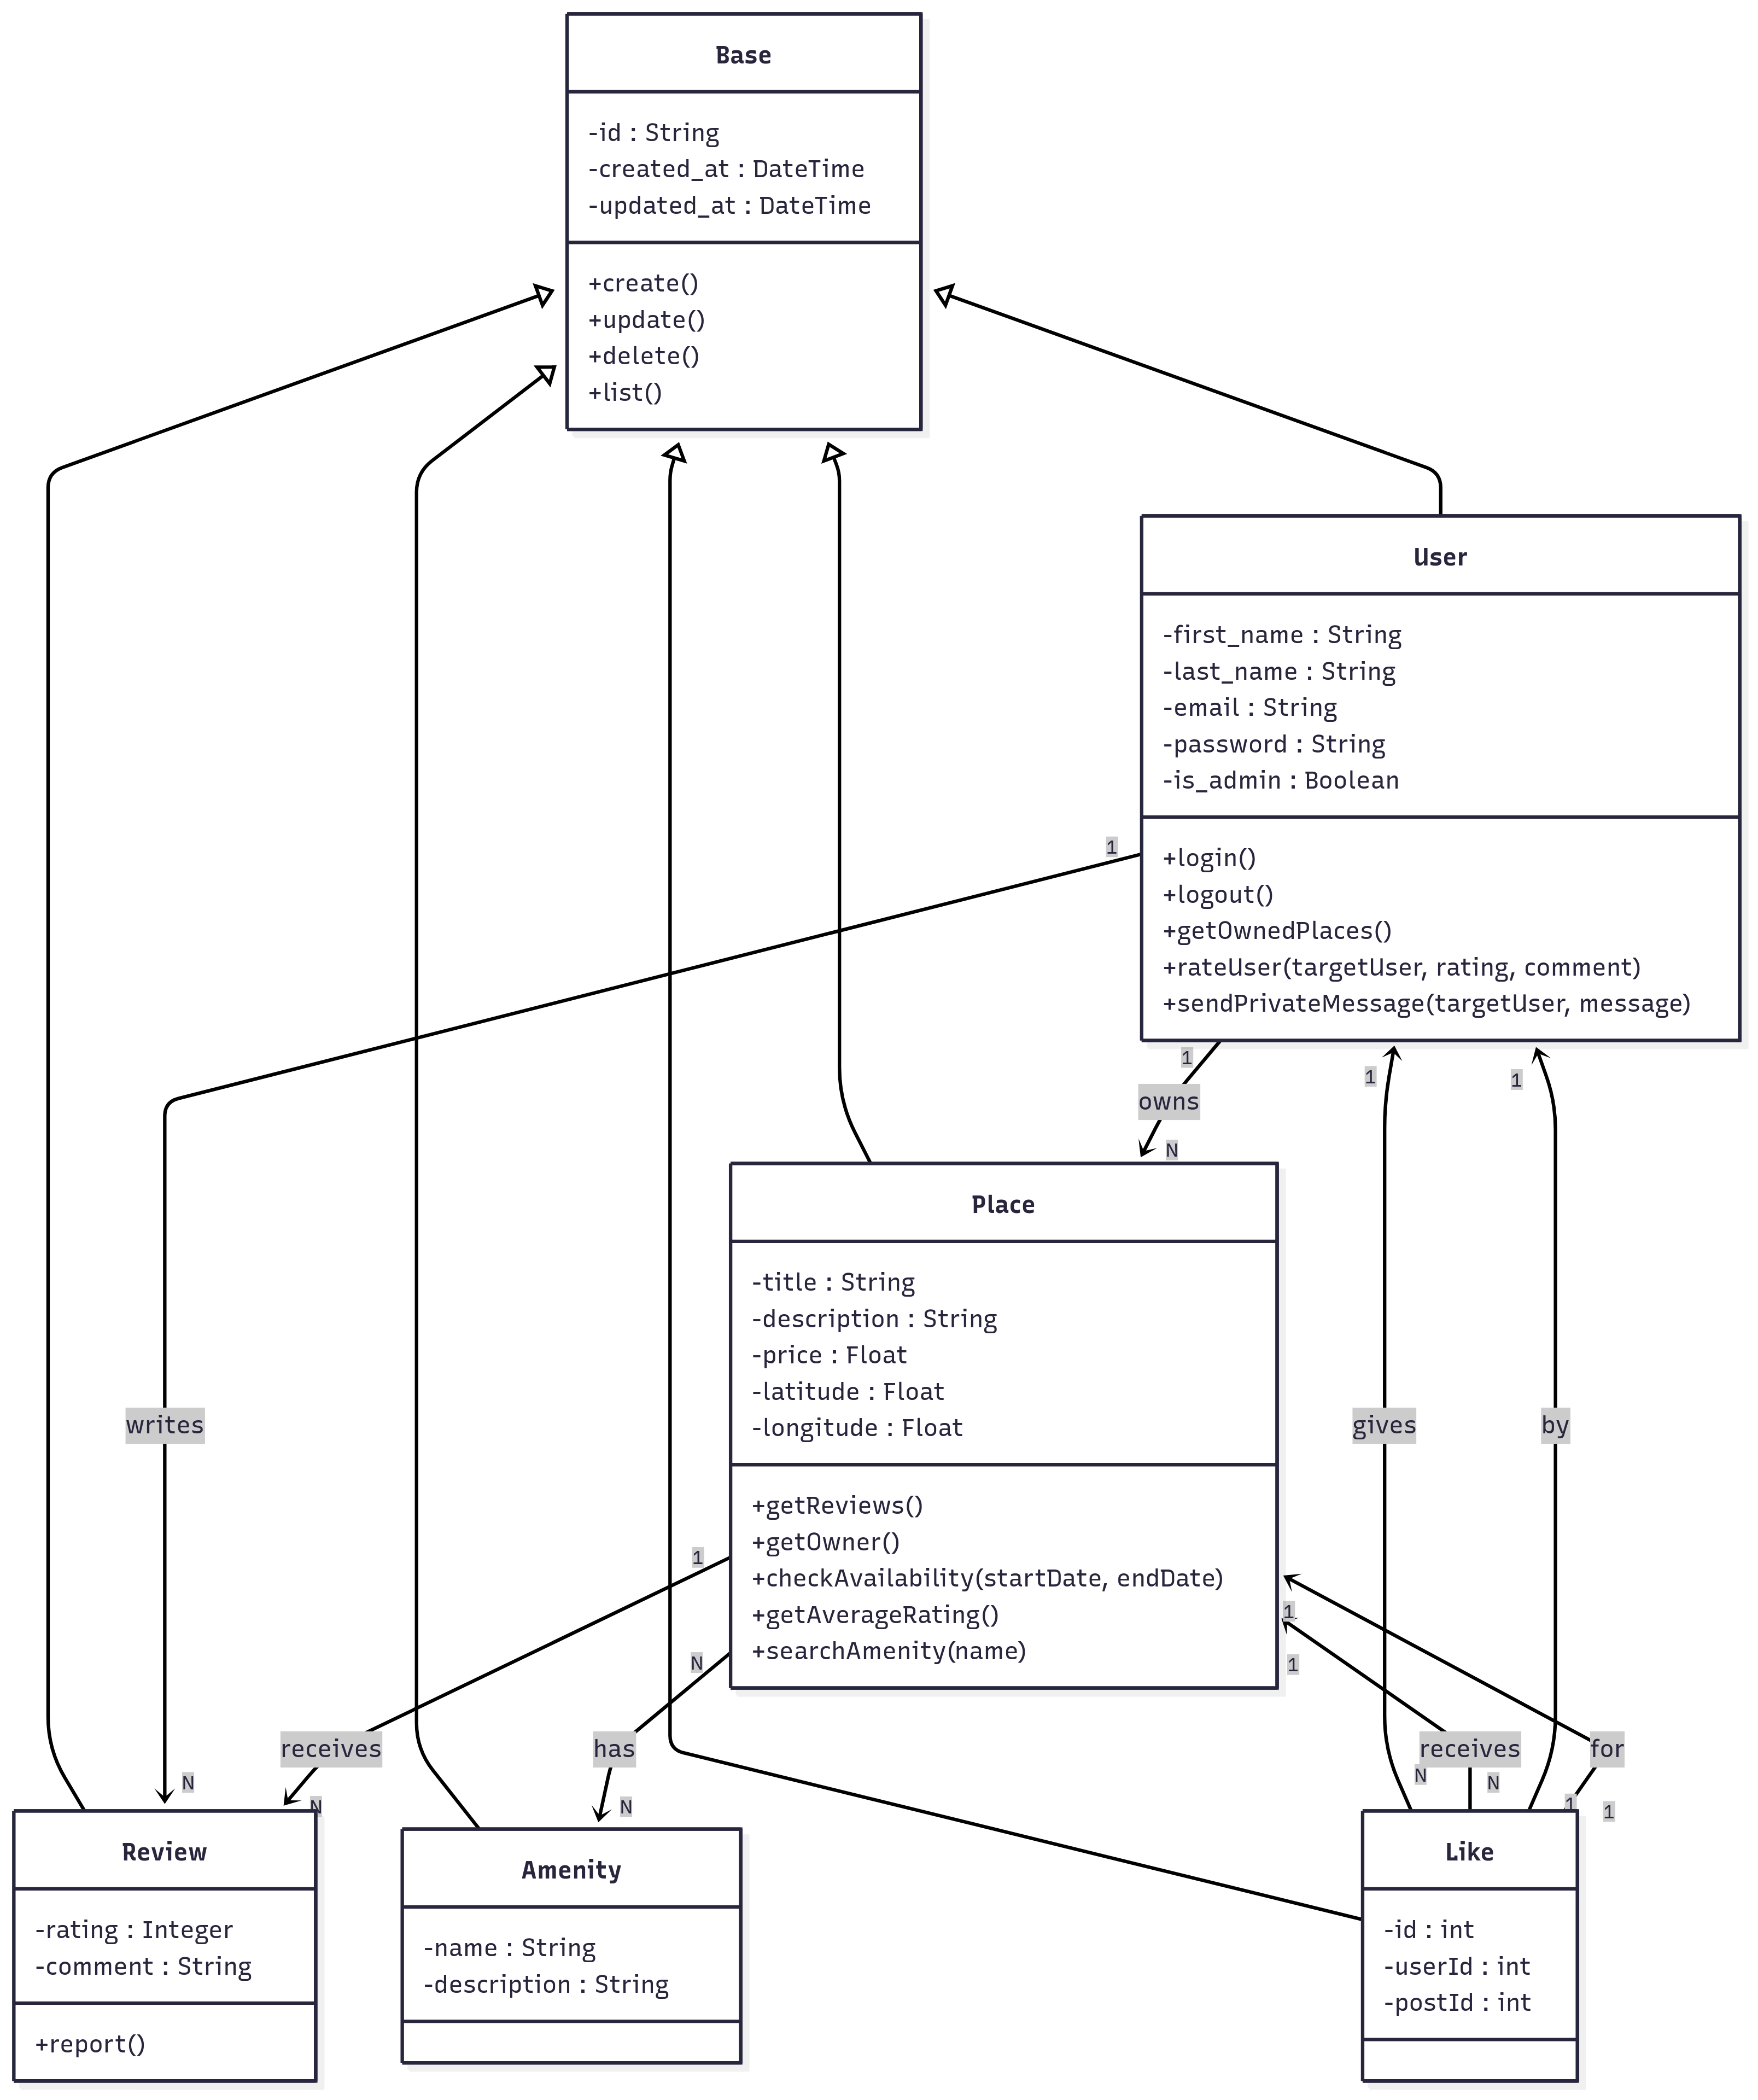 Base
-id : String
-created_at : DateTime
-updated_at : DateTime
+create()
+update()
+delete()
+list()
User
-first_name : String
-last_name : String
-email : String
-password : String
-is_admin : Boolean
+login()
+logout()
+getOwnedPlaces()
+rateUser(targetUser, rating, comment)
+sendPrivateMessage(targetUser, message)
1
1
owns
N
1
1
Place
-title : String
-description : String
-price : Float
-latitude : Float
-longitude : Float
+getReviews()
+getOwner()
+checkAvailability(startDate, endDate)
+getAverageRating()
+searchAmenity(name)
writes
gives
by
1
N
1
1
receives
has
receives
for
N
N
N
N
N
1
1
Review
-rating : Integer
-comment : String
+report()
Amenity
-name : String
-description : String
Like
-id : int
-userId : int
-postId : int